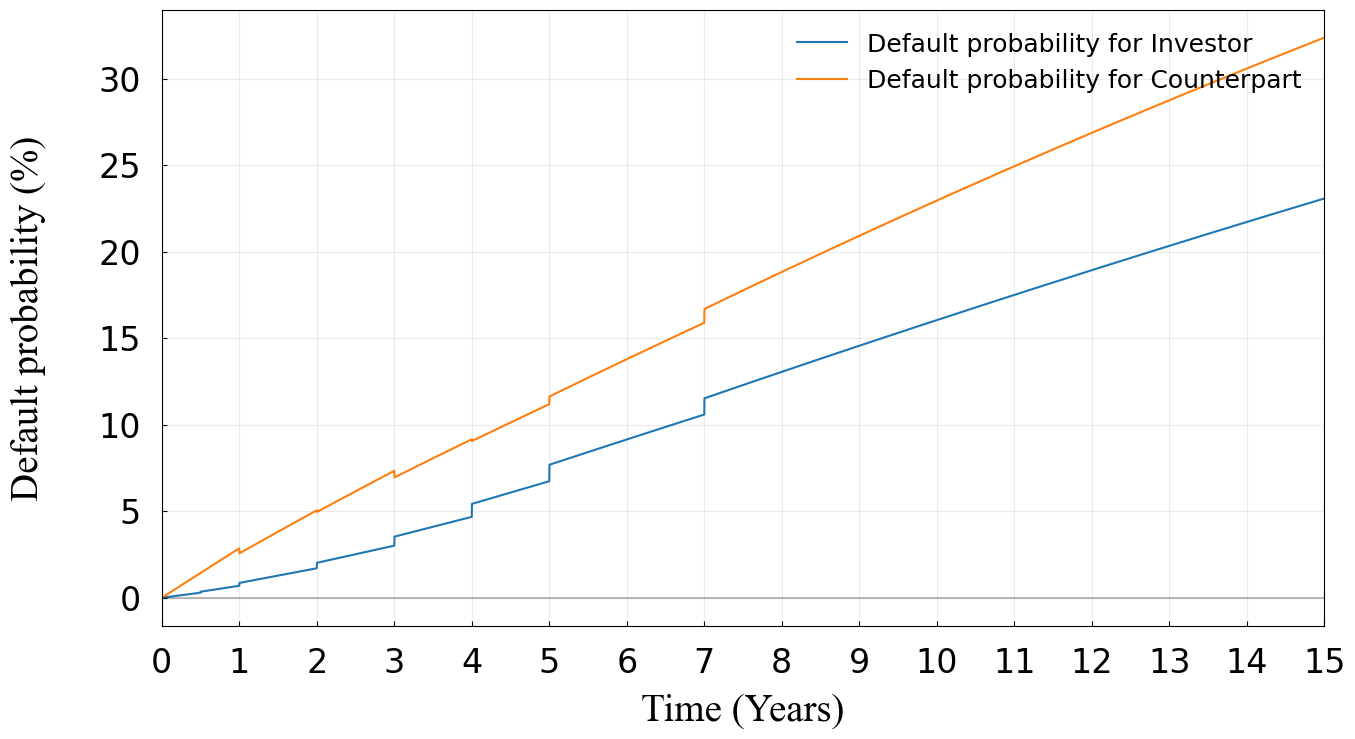 Default probability for Investor
Default probability for Counterpart
Default probability (%)
30
25
20
15
10
5
0
0 1 2 3 4 5 6 7 8 9 10 11 12 13 14 15
Time (Years)